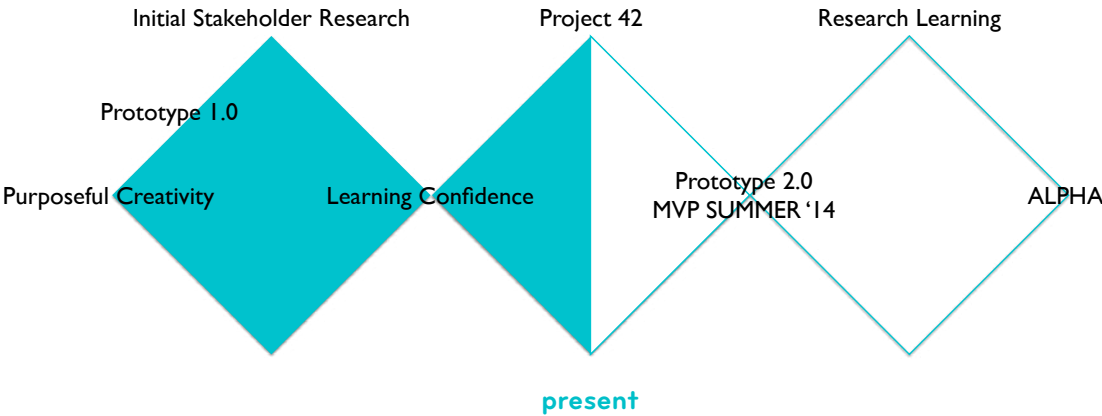 Initial Stakeholder Research
Project 42
Research Learning
Prototype 1.0
Purposeful Creativity
Learning Confidence
Prototype 2.0
MVP SUMMER ‘14
ALPHA
present